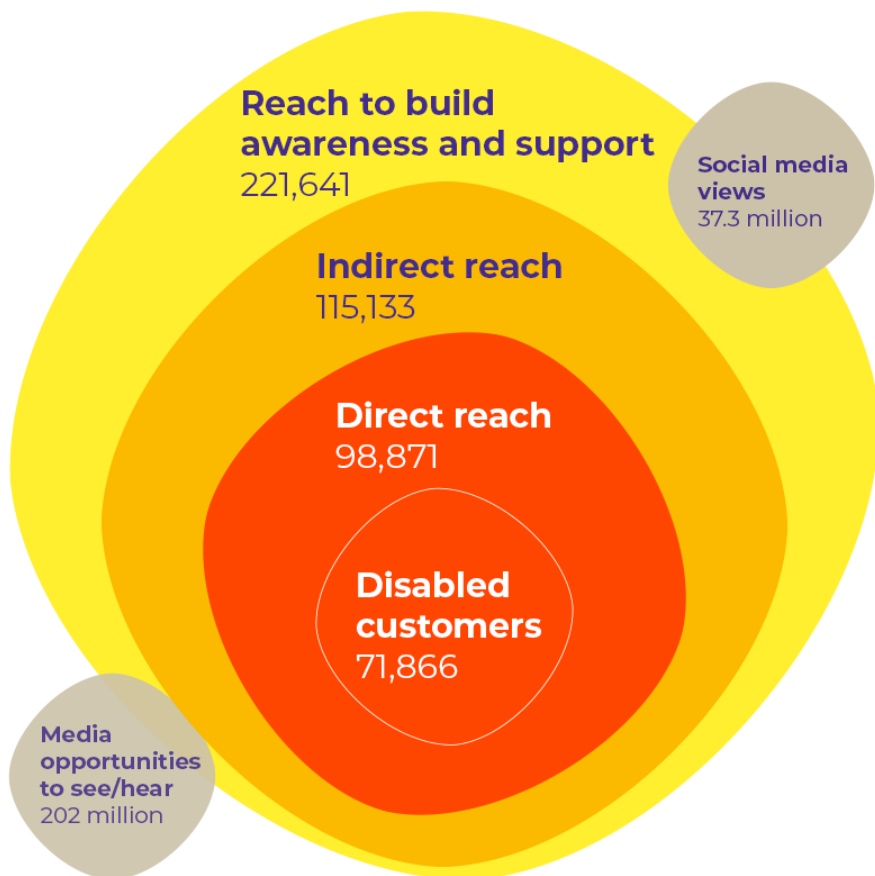 Reach to build
awareness and support
221,641
Social media
views
37.3 million
Indirect reach
115,133
Direct reach
98,871
Disabled
customers
71,866
Media
opportunities
to see/hear
202 million